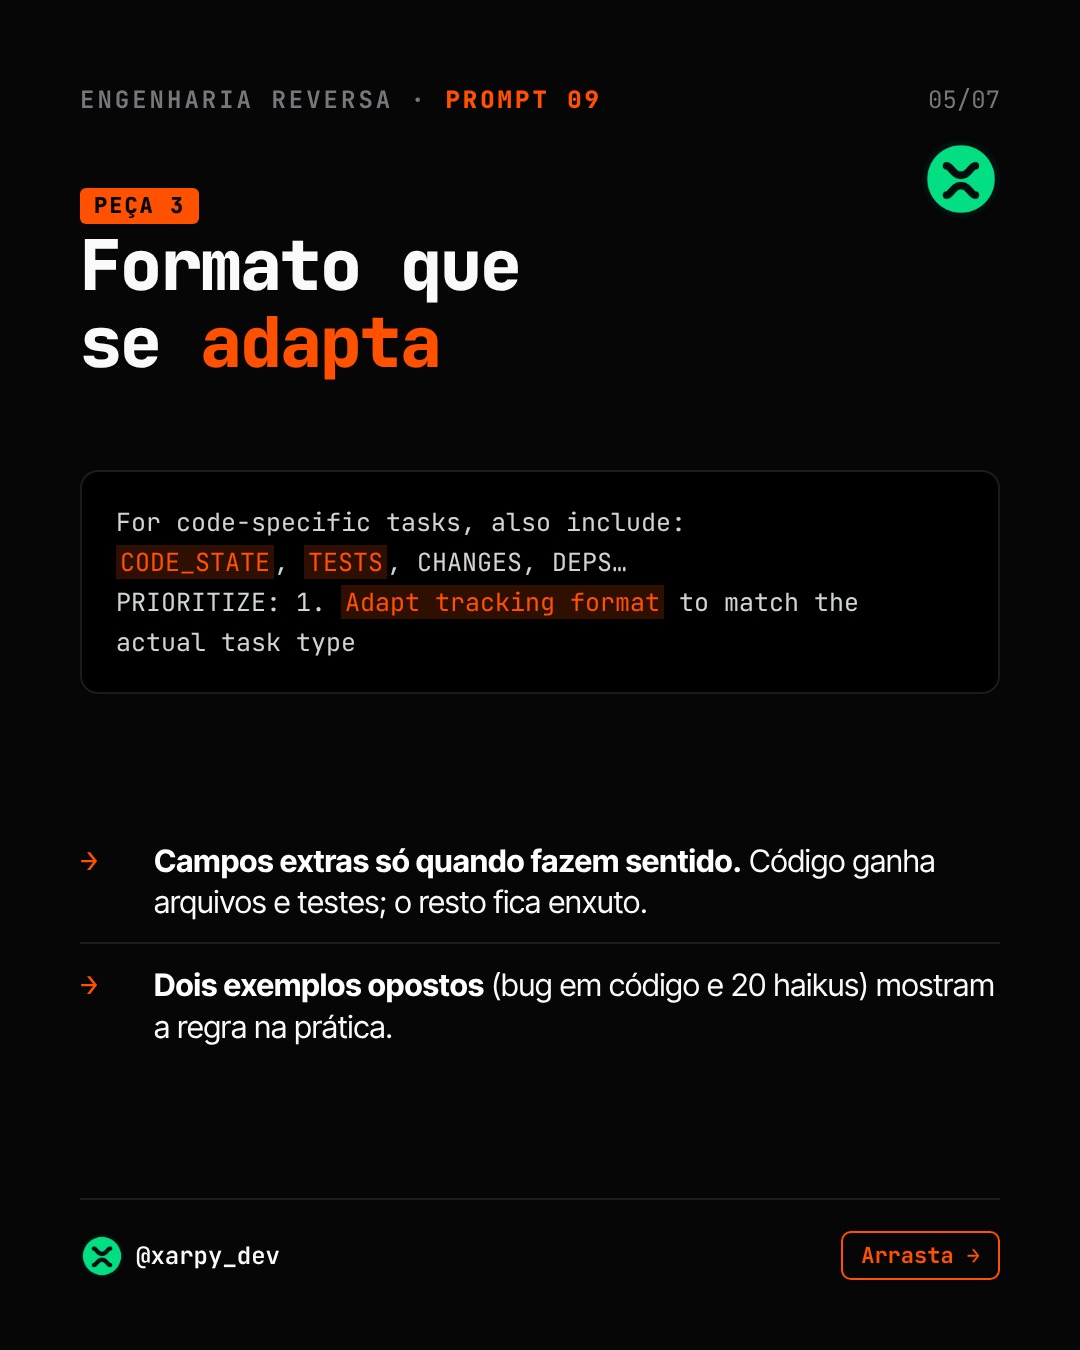 ENGENHARIA REVERSA · PROMPT 09
05/07
PEÇA 3
Formato que
se adapta
For code-specific tasks, also include:
CODE_STATE, TESTS, CHANGES, DEPS…
PRIORITIZE: 1. Adapt tracking format to match the
actual task type
→ Campos extras só quando fazem sentido. Código ganha
arquivos e testes; o resto fica enxuto.
→ Dois exemplos opostos (bug em código e 20 haikus) mostram
a regra na prática.
@xarpy_dev
Arrasta →